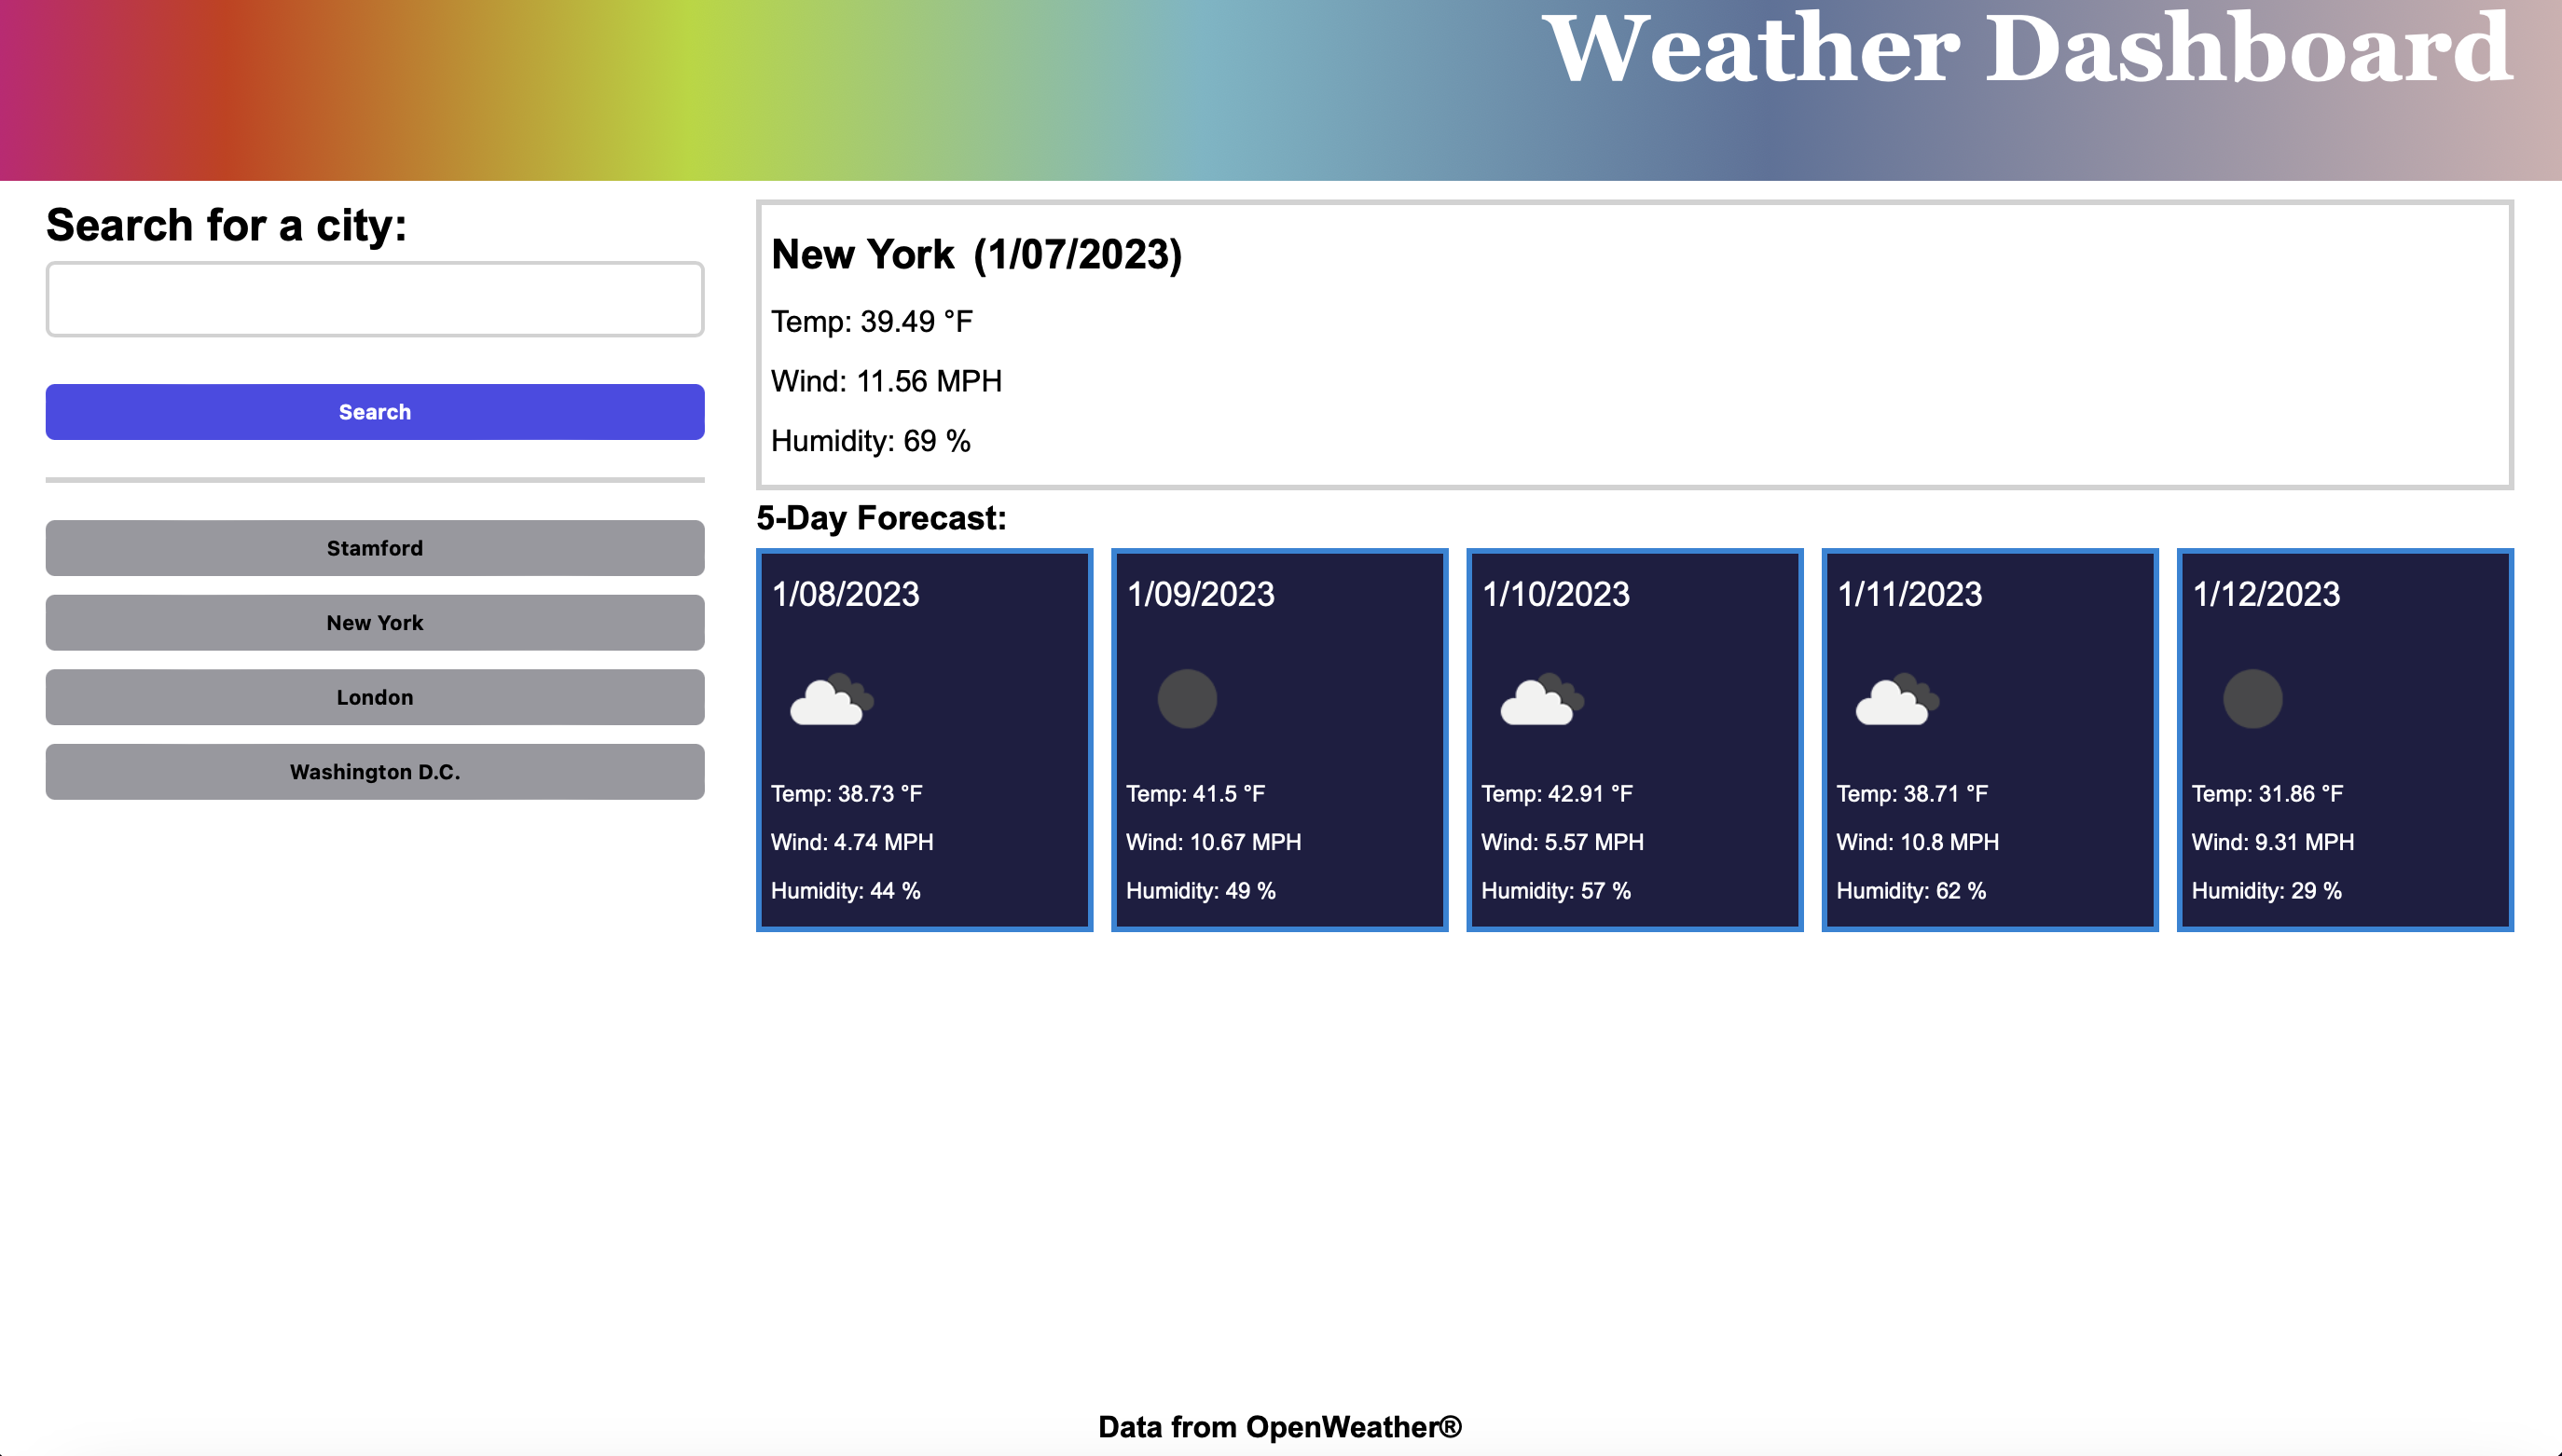 Weather Dashboard
Search for a city:
Search
Stamford
New York
London
Washington D.C.
New York (1/07/2023)
Temp: 39.49 °F
Wind: 11.56 MPH
Humidity: 69 %
5-Day Forecast:
1/08/2023
Temp: 38.73 °F
Wind: 4.74 MPH
Humidity: 44 %
1/09/2023
Temp: 41.5 °F
Wind: 10.67 MPH
Humidity: 49 %
1/10/2023
Temp: 42.91 °F
Wind: 5.57 MPH
Humidity: 57 %
1/11/2023
Temp: 38.71 °F
Wind: 10.8 MPH
Humidity: 62 %
1/12/2023
Temp: 31.86 °F
Wind: 9.31 MPH
Humidity: 29 %
Data from OpenWeather®